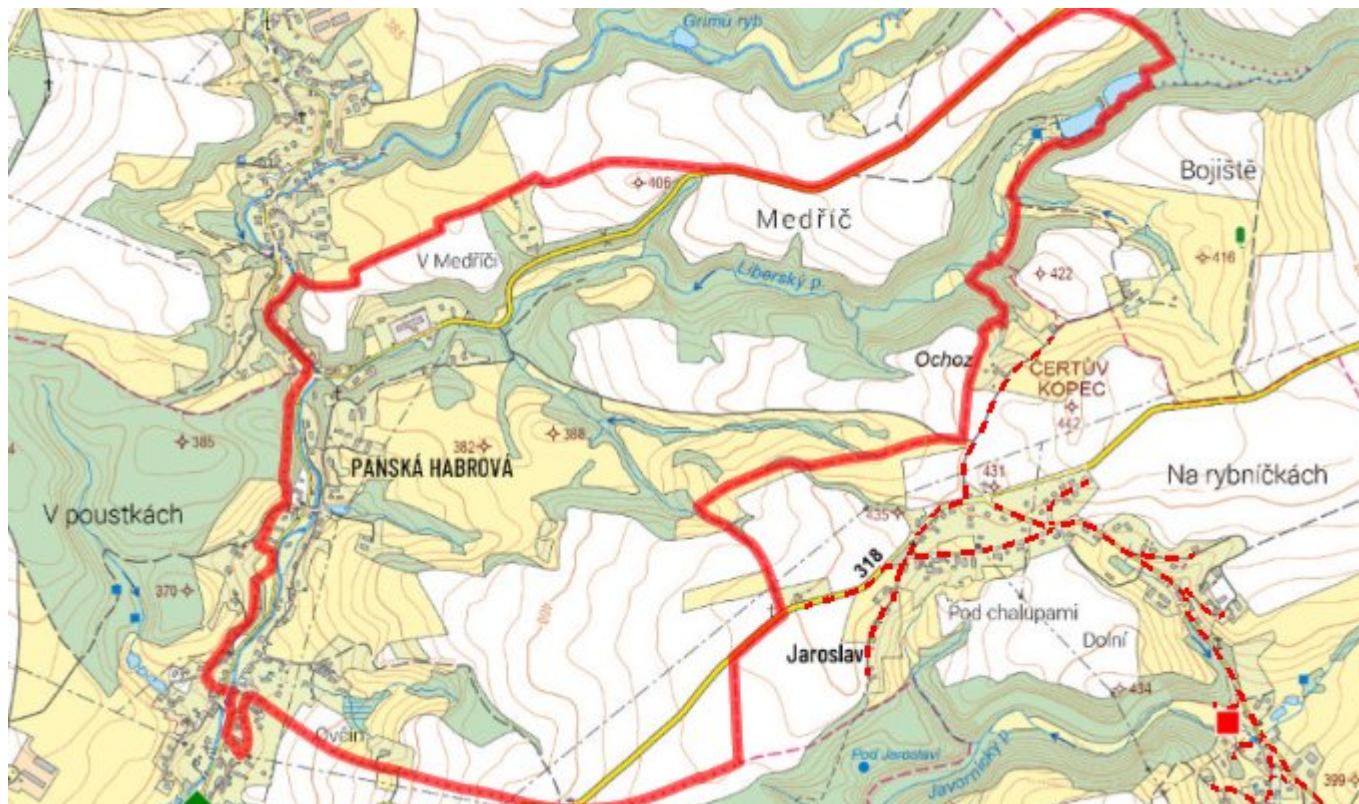 Grimů ryb
Bojiště
406
Medříč
416
V Medříči
422
Liberský p.
Ochoz
ČERTŮV
KOPEC
442
385
382
388
PANSKÁ HABROVÁ
431
Na rybníčkách
V poustkách
435
318
370
400
Pod chalupami
Jaroslav
Dolní
434
Ovčín
Pod Jaroslaví
Javornický p.
399